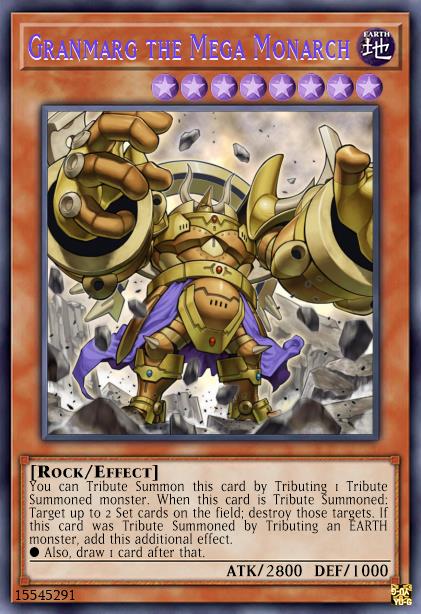 Granmarg the Mega Monarch
EARTH
地
[Rock/Effect]
You can Tribute Summon this card by Tributing 1 Tribute
Summoned monster. When this card is Tribute Summoned:
Target up to 2 Set cards on the field; destroy those targets. If
this card was Tribute Summoned by Tributing an EARTH
monster, add this additional effect.
● Also, draw 1 card after that.
ATK/2800 DEF/1000
15545291